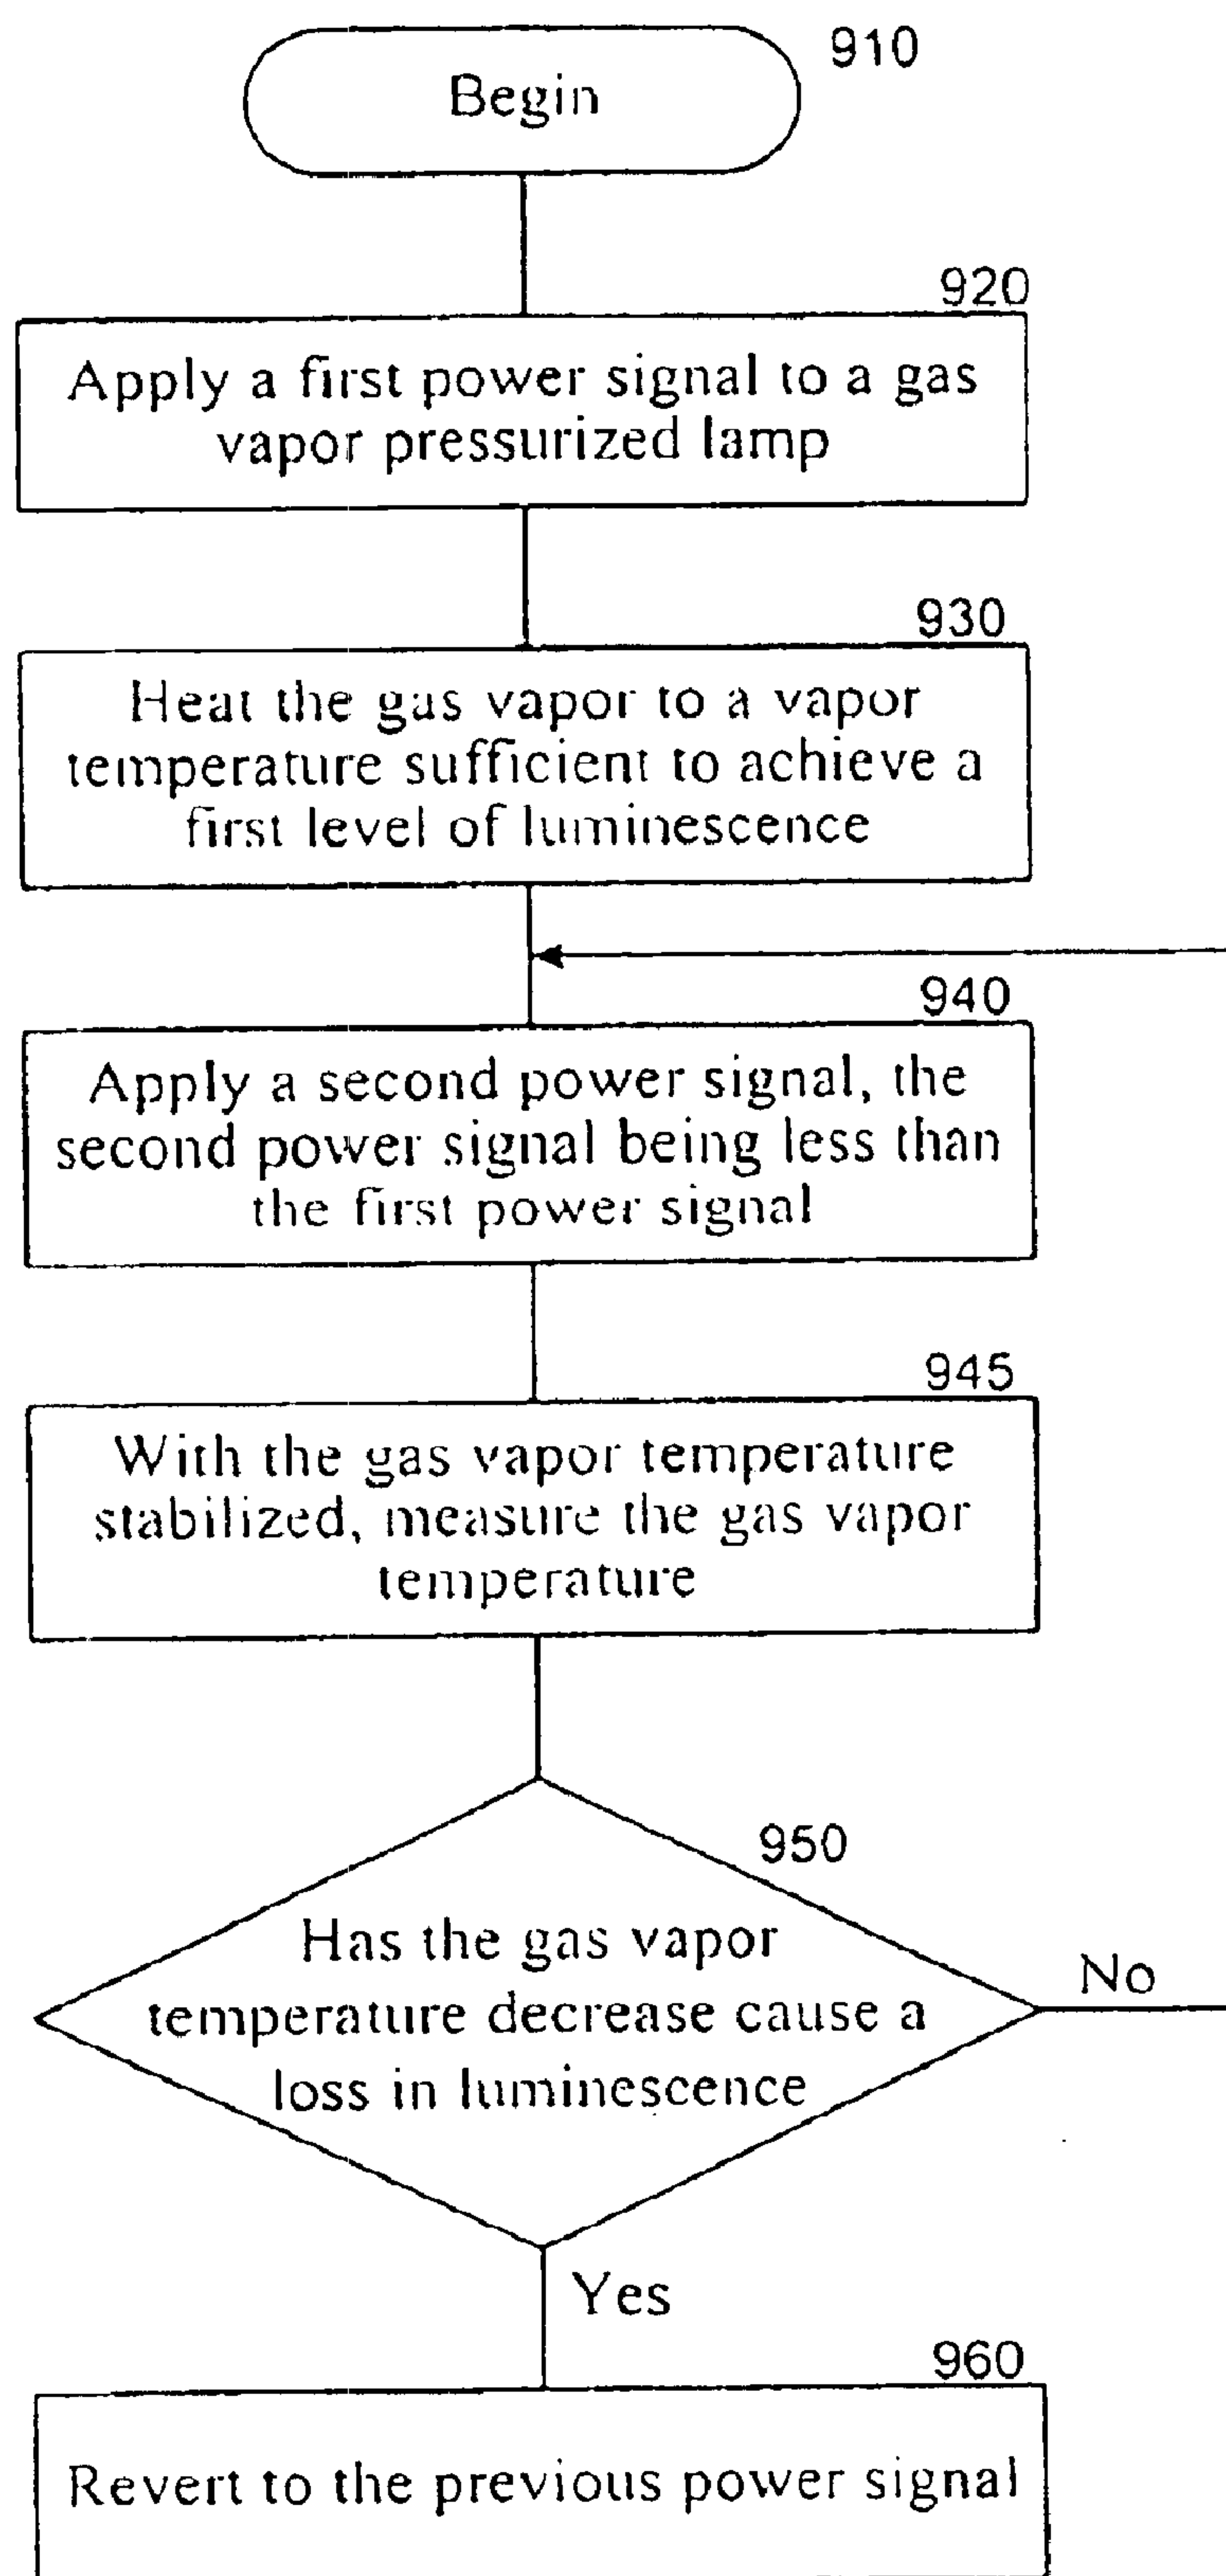 910
Begin
920
Apply a first power signal to a gas
vapor pressurized lamp
930
Heat the gas vapor to a vapor
temperature sufficient to achieve a
first level of luminescence
940
Apply a second power signal, the
second power signal being less than
the first power signal
945
With the gas vapor temperature
stabilized, measure the gas vapor
temperature
950
Has the gas vapor
temperature decrease cause a
loss in luminescence
No
Yes
960
Revert to the previous power signal